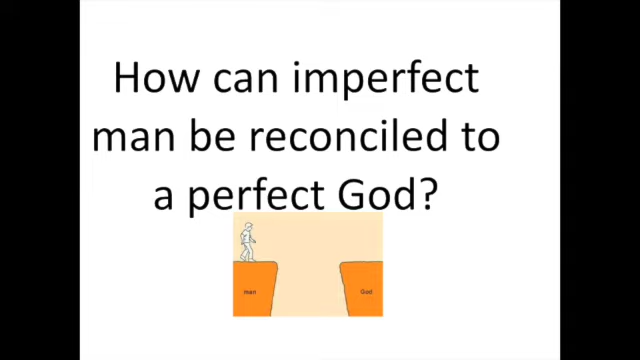 How can imperfect
man be reconciled to
a perfect God?
man God